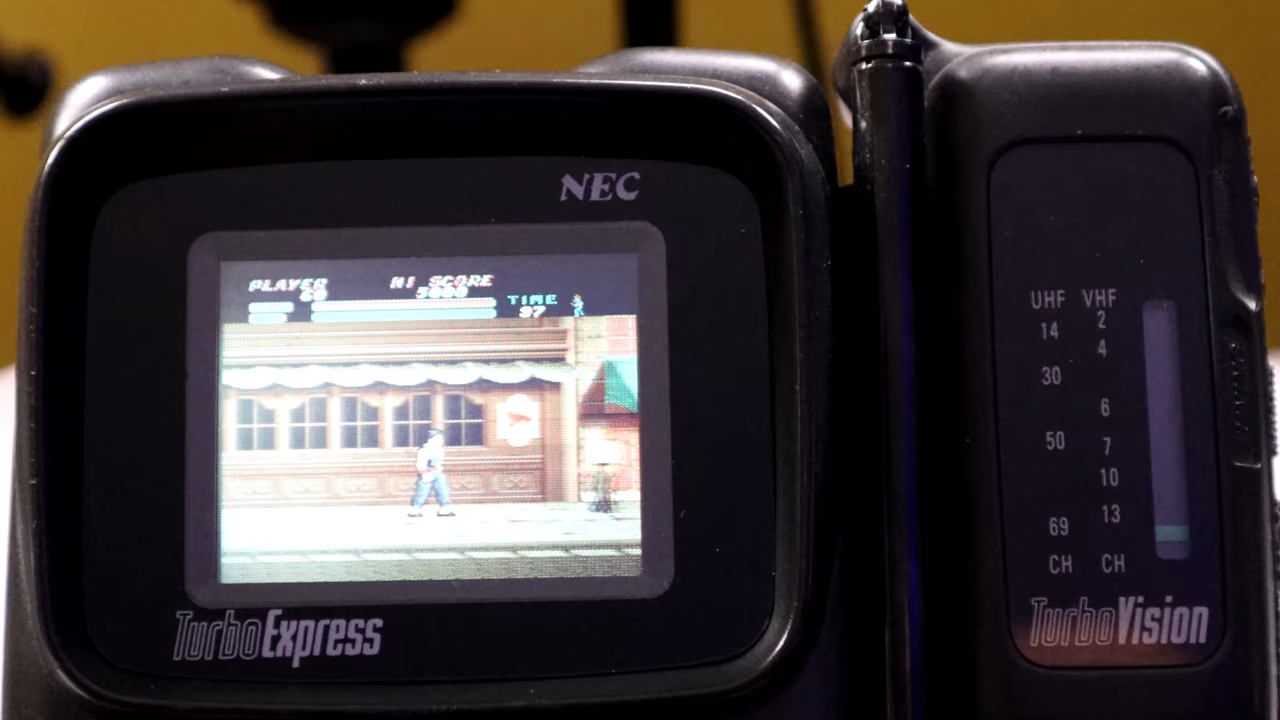 NEC
PLAYER HI SCORE
60 5000
TIME
97
TurboExpress
UHF VHF
14 2
4
30
6
50 7
10
13
69
CH CH
TurboVision